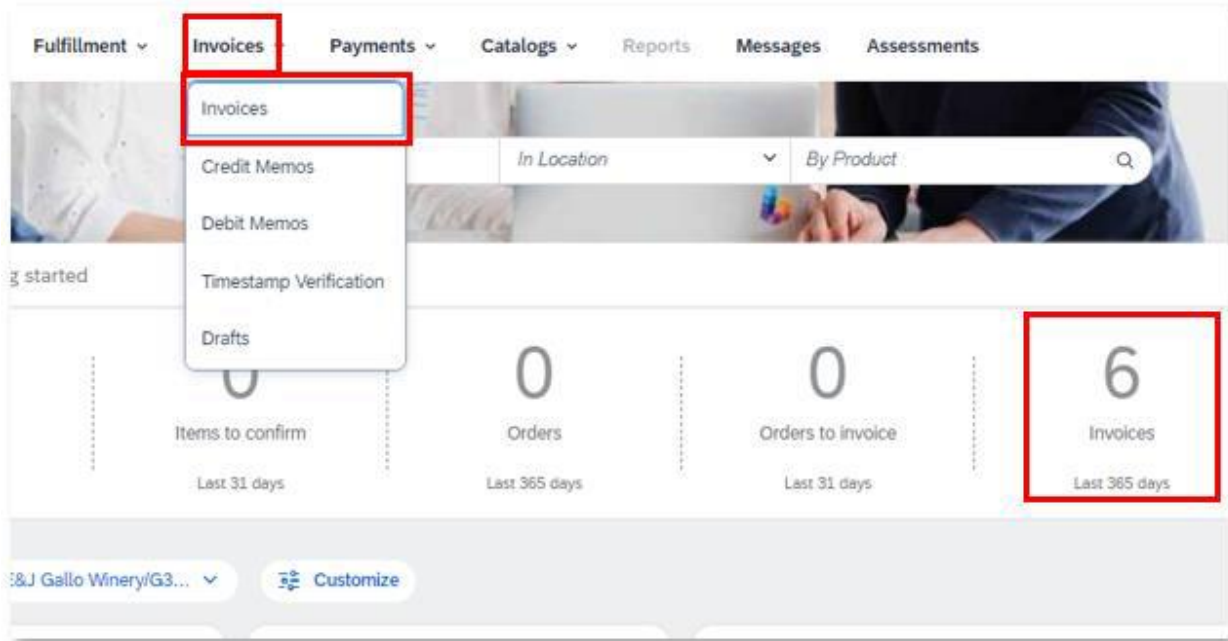 Fulfillment Invoices Payments Catalogs Reports Messages Assessments
Invoices
In Location By Product
Credit Memos
Debit Memos
g started
Timestamp Verification
Drafts
0 0 0 6
Items to confirm Orders Orders to invoice Invoices
Last 31 days Last 365 days Last 31 days Last 365 days
E&J Gallo Winery/G3... Customize